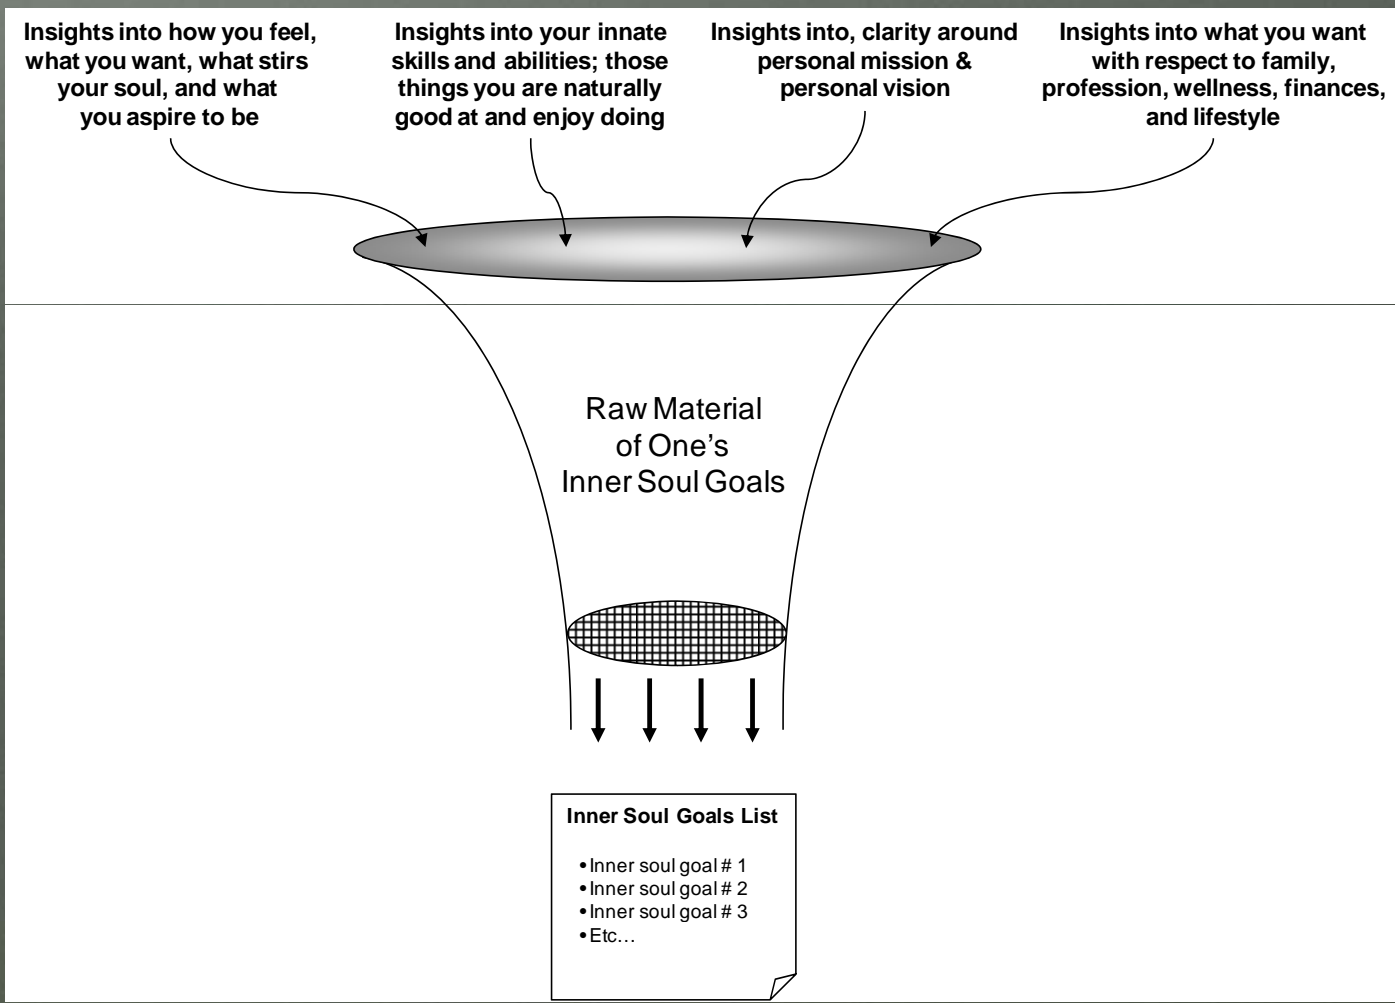 Insights into how you feel,
what you want, what stirs
your soul, and what
you aspire to be
Insights into your innate
skills and abilities; those
things you are naturally
good at and enjoy doing
Insights into, clarity around
personal mission &
personal vision
Insights into what you want
with respect to family,
profession, wellness, finances,
and lifestyle
Raw Material
of One’s
Inner Soul Goals
Inner Soul Goals List
•Inner soul goal # 1
•Inner soul goal # 2
•Inner soul goal # 3
•Etc…